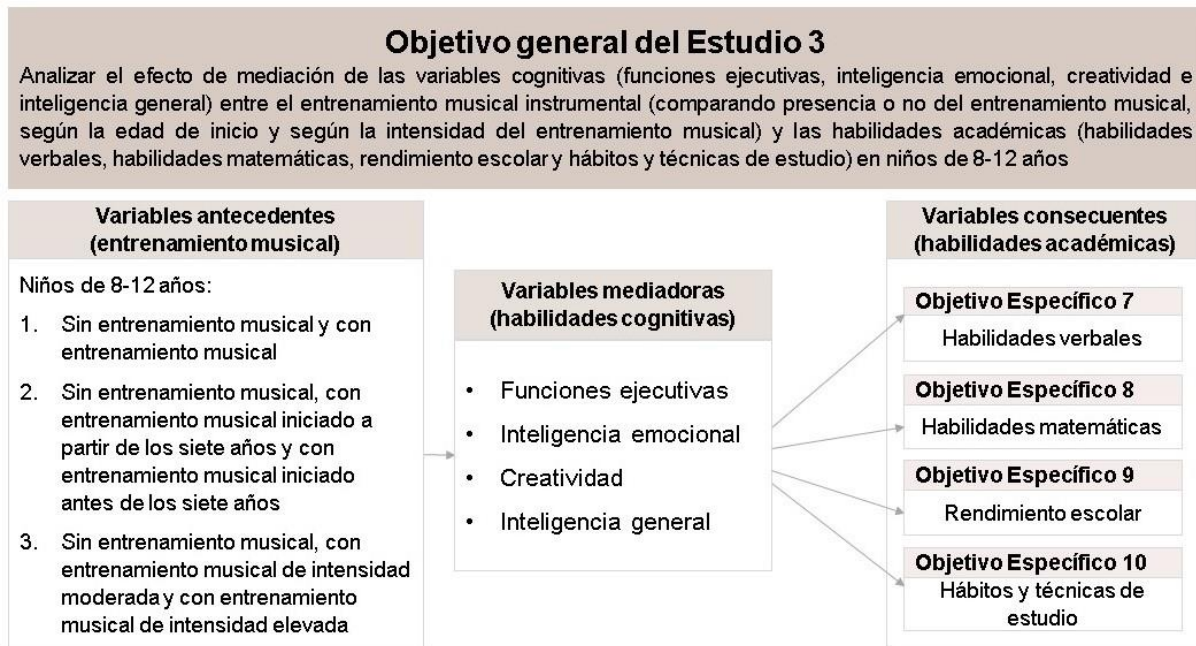 Objetivo general del Estudio 3
Analizar el efecto de mediación de las variables cognitivas (funciones ejecutivas, inteligencia emocional, creatividad e
inteligencia general) entre el entrenamiento musical instrumental (comparando presencia o no del entrenamiento musical,
según la edad de inicio y según la intensidad del entrenamiento musical) y las habilidades académicas (habilidades
verbales, habilidades matemáticas, rendimiento escolar y hábitos y técnicas de estudio) en niños de 8-12 años
Variables antecedentes
(entrenamiento musical)
Niños de 8-12 años:
1. Sin entrenamiento musical y con
entrenamiento musical
2. Sin entrenamiento musical, con
entrenamiento musical iniciado a
partir de los siete años y con
entrenamiento musical iniciado
antes de los siete años
3. Sin entrenamiento musical, con
entrenamiento musical de intensidad
moderada y con entrenamiento
musical de intensidad elevada
Variables mediadoras
(habilidades cognitivas)
• Funciones ejecutivas
• Inteligencia emocional
• Creatividad
• Inteligencia general
Variables consecuentes
(habilidades académicas)
Objetivo Específico 7
Habilidades verbales
Objetivo Específico 8
Habilidades matemáticas
Objetivo Específico 9
Rendimiento escolar
Objetivo Específico 10
Hábitos y técnicas de
estudio